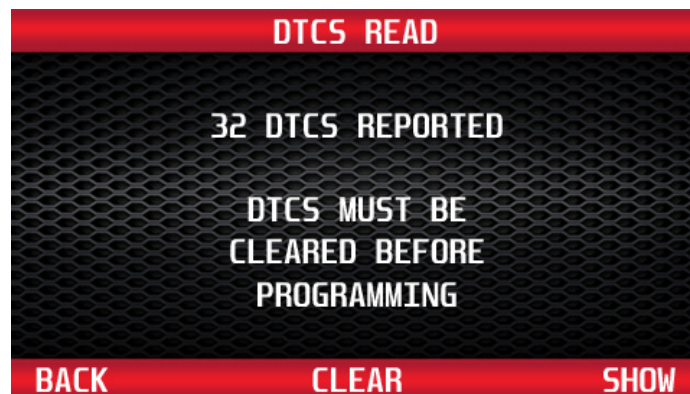 DTCS READ
32 DTCS REPORTED
DTCS MUST BE
CLEARED BEFORE
PROGRAMMING
BACK CLEAR SHOW